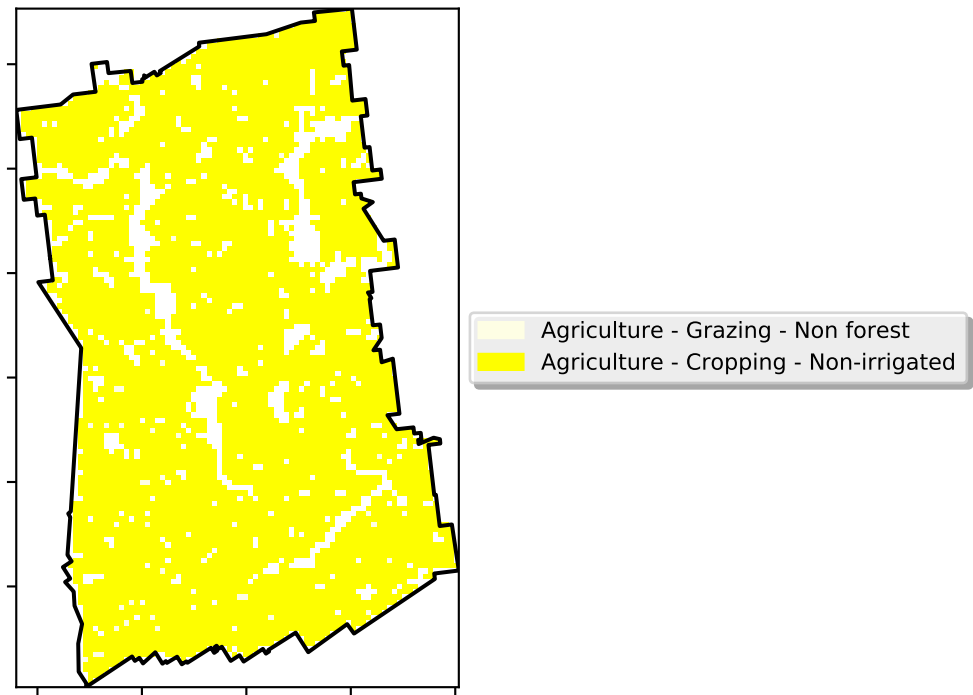 Agriculture - Grazing - Non forest
Agriculture - Cropping - Non-irrigated